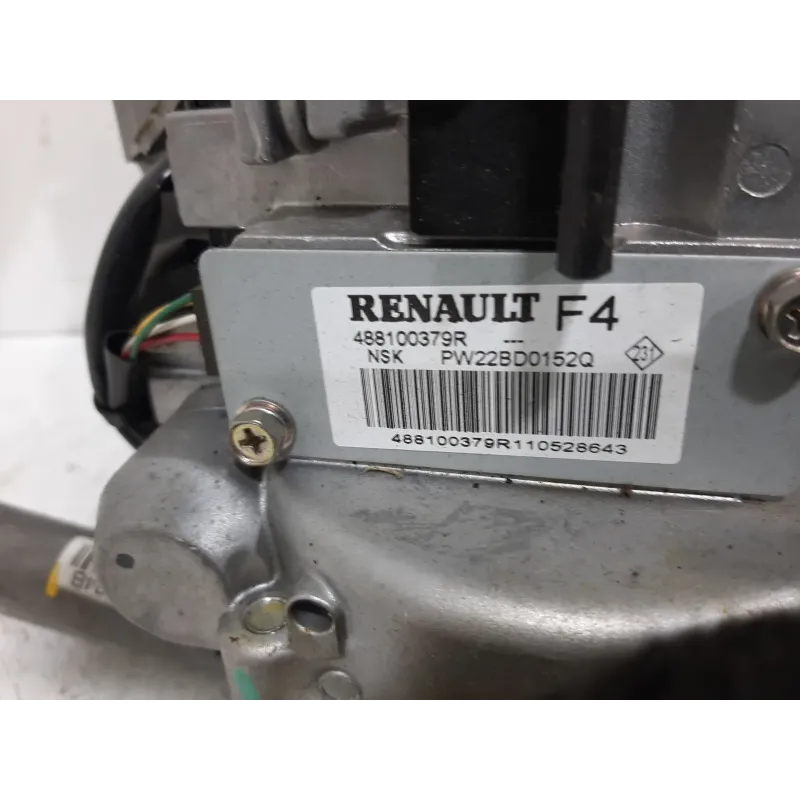 RENAULT F4
488100379R ---
NSK PW22BD0152Q 231
488100379R110528643